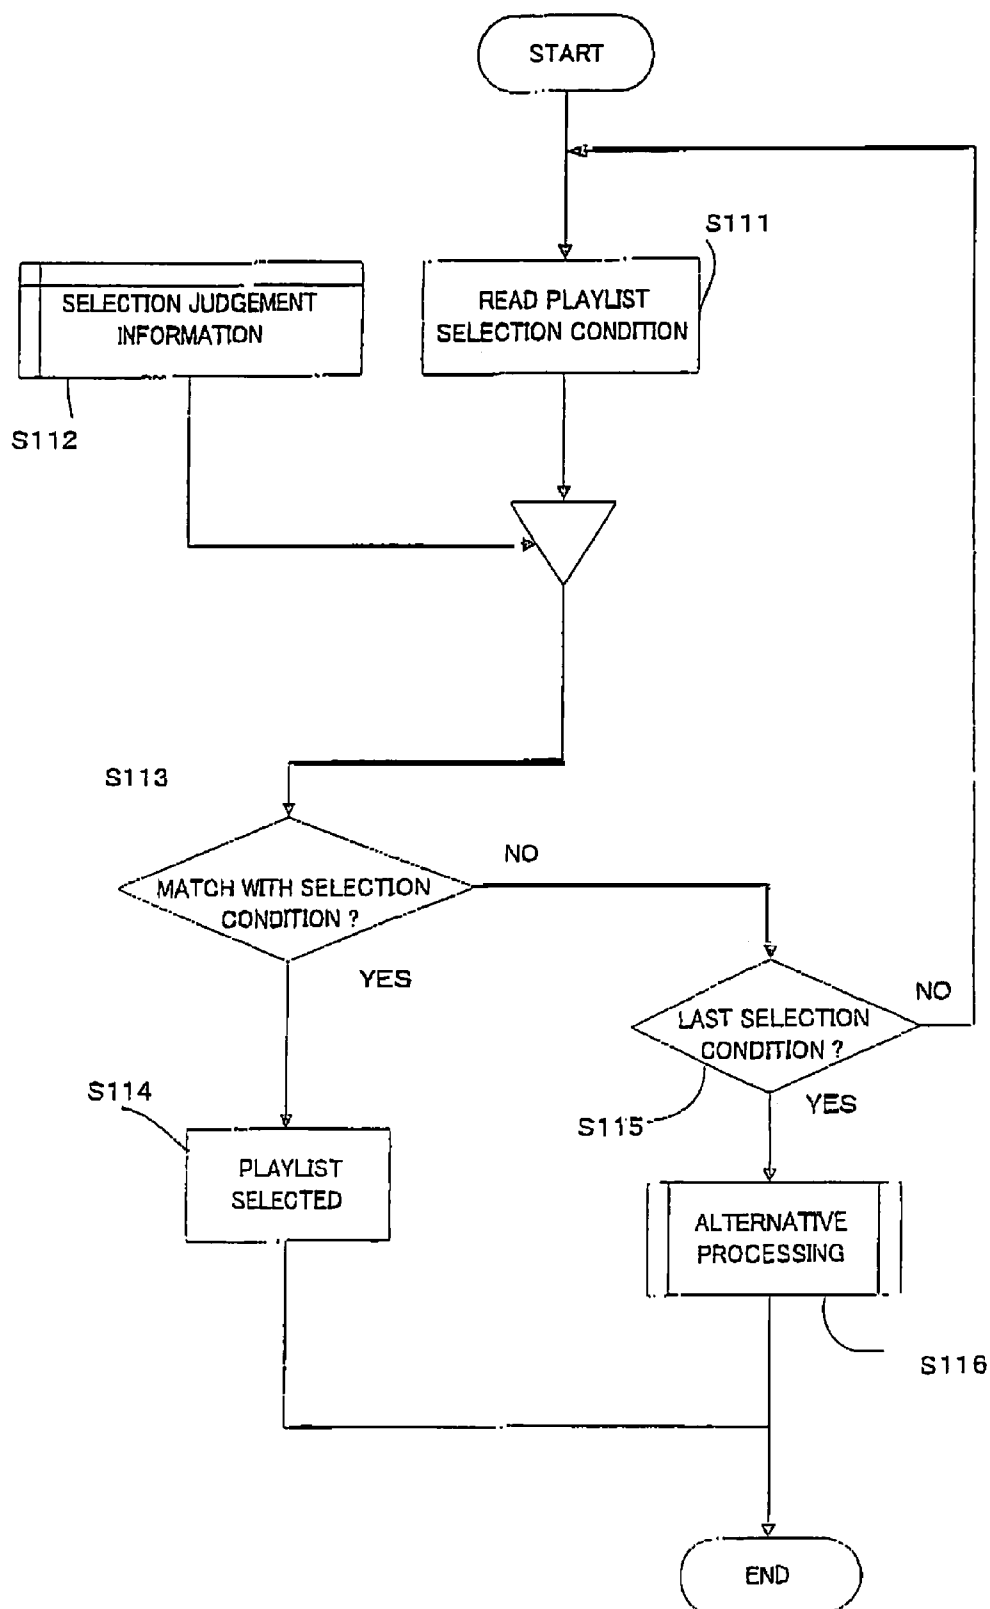 START
S111
READ PLAYLIST
SELECTION CONDITION
SELECTION JUDGEMENT
INFORMATION
S112
S113
MATCH WITH SELECTION
CONDITION ?
NO
YES
LAST SELECTION
CONDITION ?
NO
YES
S115
S114
PLAYLIST
SELECTED
ALTERNATIVE
PROCESSING
S116
END